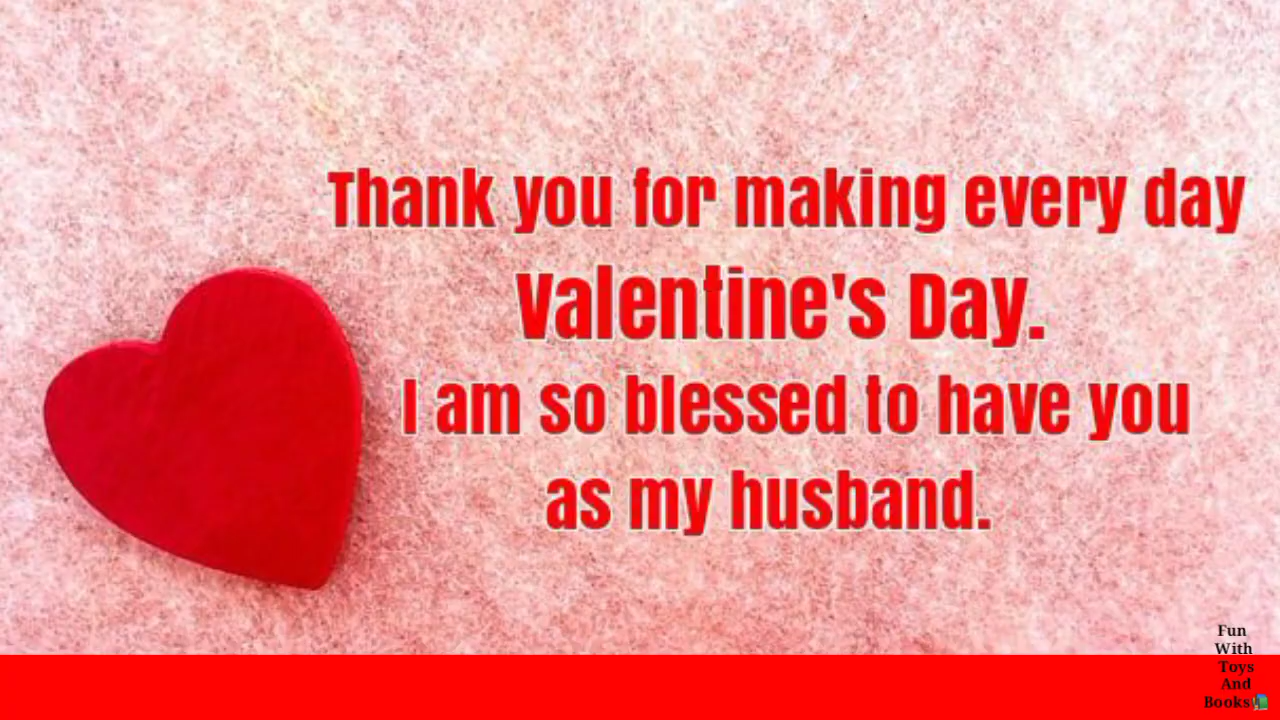 Thank you for making every day
Valentine's Day.
I am so blessed to have you
as my husband.
Fun
With
Toys
And
Books